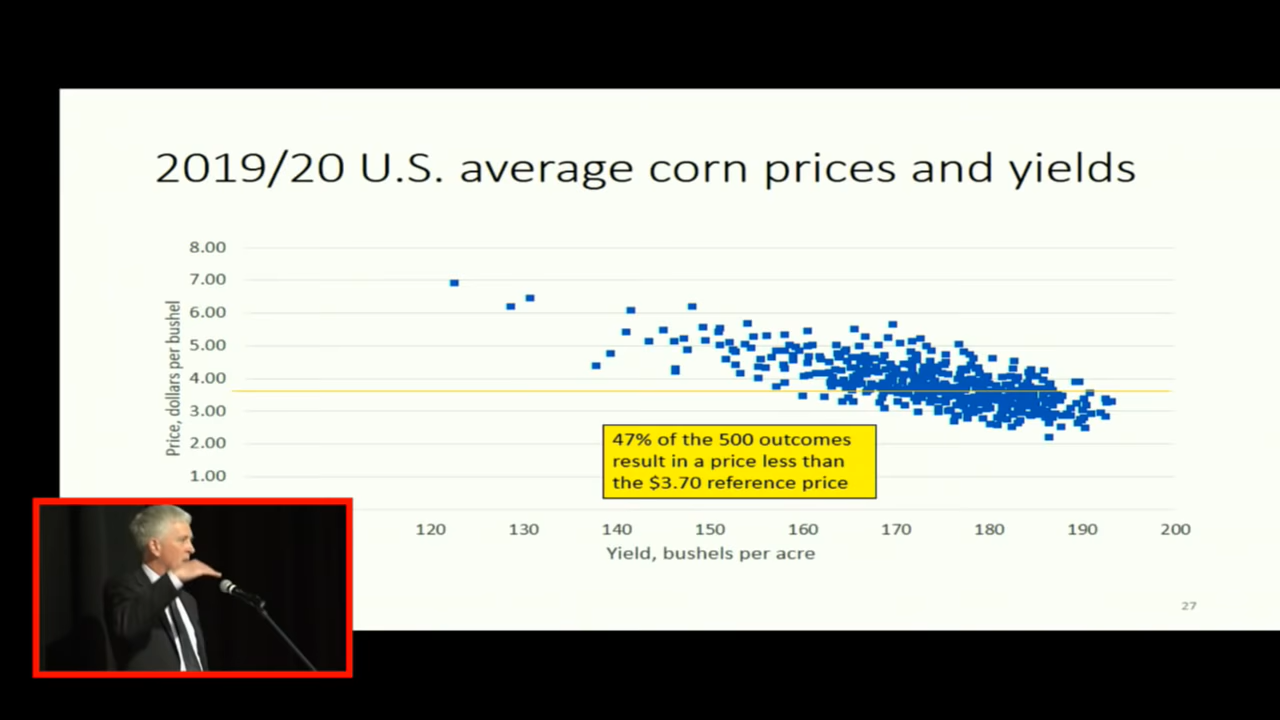 2019/20 U.S. average corn prices and yields
8.00
7.00
6.00
5.00
4.00
3.00
2.00
1.00
Price, dollars per bushel
47% of the 500 outcomes
result in a price less than
the $3.70 reference price
120 130 140 150 160 170 180 190 200
Yield, bushels per acre
27